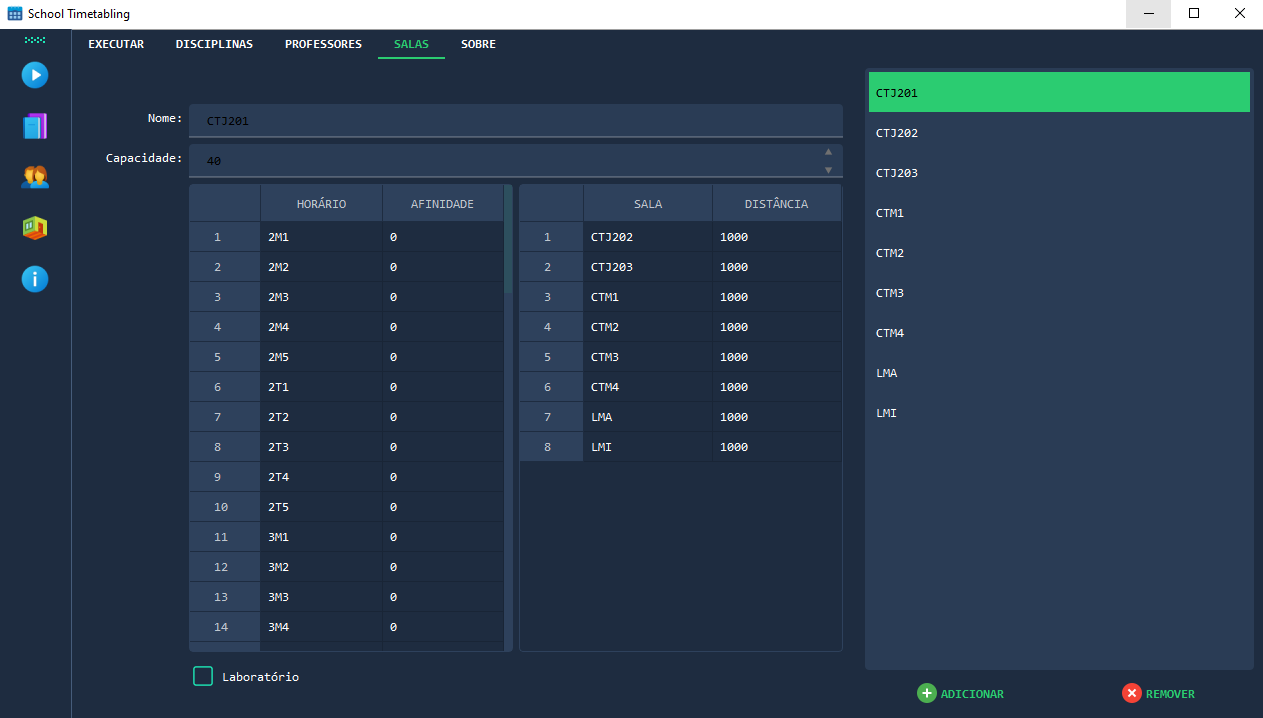 School Timetabling
EXECUTAR DISCIPLINAS PROFESSORES SALAS SOBRE
Nome: CTJ201
Capacidade: 40
HORÁRIO AFINIDADE
1 2M1 0
2 2M2 0
3 2M3 0
4 2M4 0
5 2M5 0
6 2T1 0
7 2T2 0
8 2T3 0
9 2T4 0
10 2T5 0
11 3M1 0
12 3M2 0
13 3M3 0
14 3M4 0
SALA DISTÂNCIA
1 CTJ202 1000
2 CTJ203 1000
3 CTM1 1000
4 CTM2 1000
5 CTM3 1000
6 CTM4 1000
7 LMA 1000
8 LMI 1000
Laboratório
CTJ201
CTJ202
CTJ203
CTM1
CTM2
CTM3
CTM4
LMA
LMI
ADICIONAR REMOVER